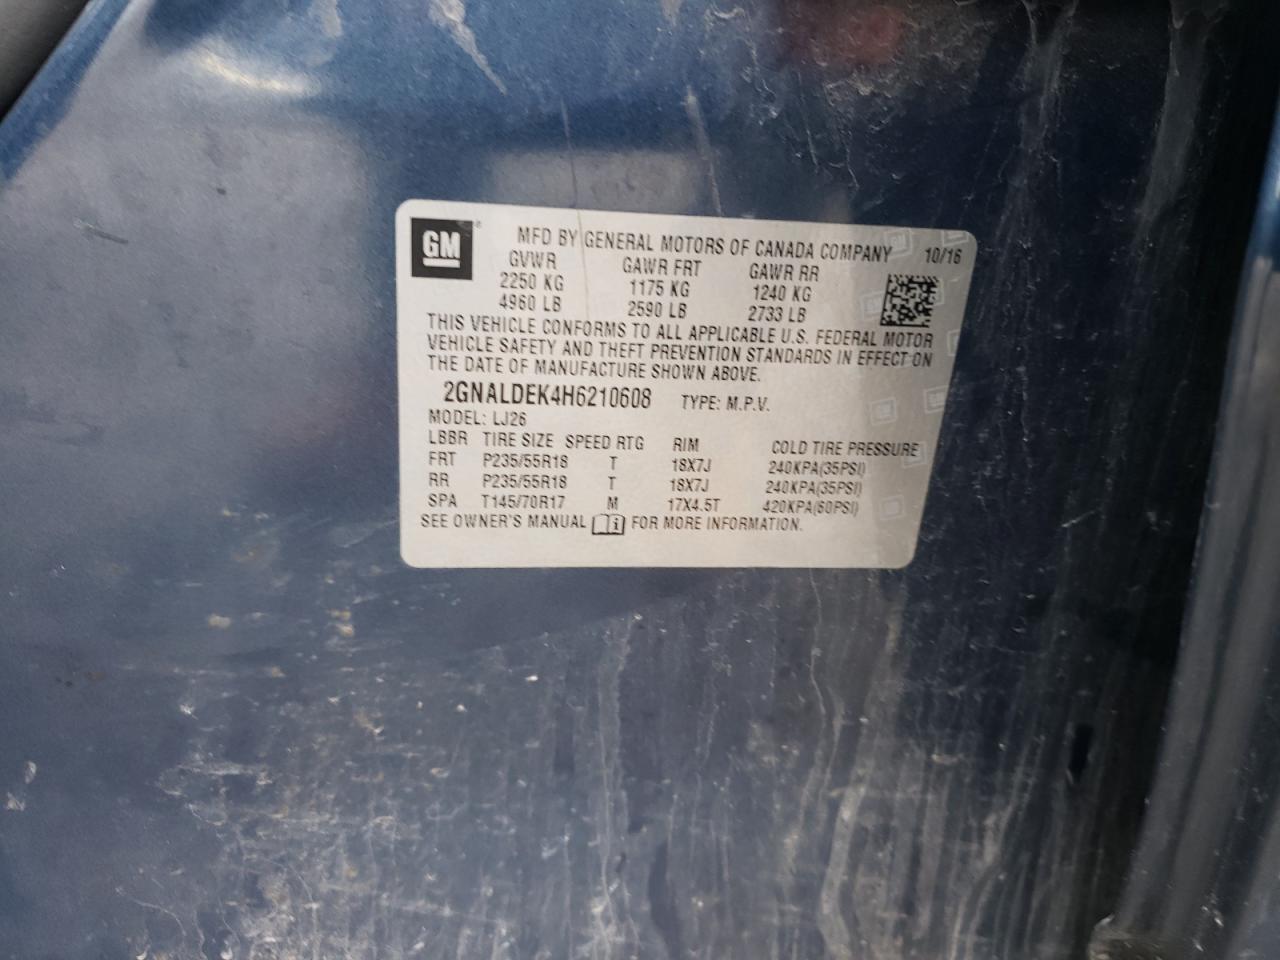 GM
MFD BY GENERAL MOTORS OF CANADA COMPANY 10/16
GVWR GAWR FRT GAWR RR
2250 KG 1175 KG 1240 KG
4960 LB 2590 LB 2733 LB
THIS VEHICLE CONFORMS TO ALL APPLICABLE U.S. FEDERAL MOTOR
VEHICLE SAFETY AND THEFT PREVENTION STANDARDS IN EFFECT ON
THE DATE OF MANUFACTURE SHOWN ABOVE.
2GNALDEK4H6210608 TYPE: M.P.V.
MODEL: LJ26
LBBR TIRE SIZE SPEED RTG RIM COLD TIRE PRESSURE
FRT P235/55R18 T 18X7J 240KPA(35PSI)
RR P235/55R18 T 18X7J 240KPA(35PSI)
SPA T145/70R17 M 17X4.5T 420KPA(60PSI)
SEE OWNER'S MANUAL FOR MORE INFORMATION.